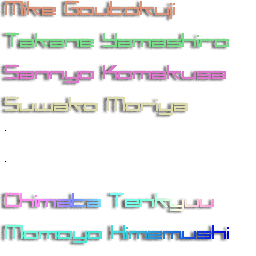 Mike Goutokuji
Takane Yamashiro
Sannyo Komakusa
Suwako Moriya
.
.
Chimata Tenkyuu
Momoyo Himemushi